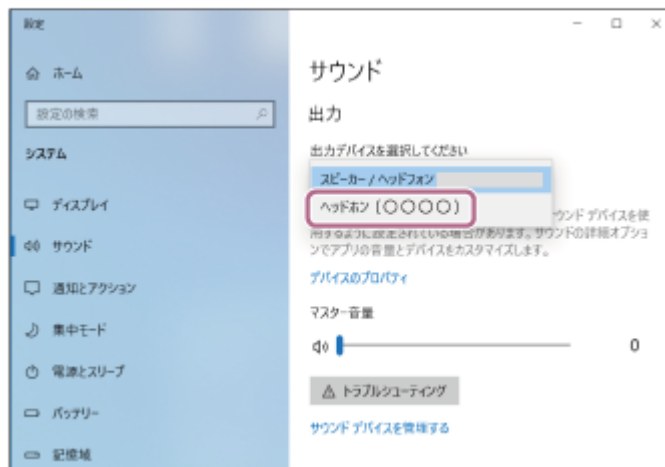 設定
ホーム
設定の検索
システム
ディスプレイ
サウンド
通知とアクション
集中モード
電源とスリープ
バッテリー
記憶域
サウンド
出力
出力デバイスを選択してください
スピーカー / ヘッドフォン
ヘッドホン (〇〇〇〇)
ウンド デバイスを使
用するように設定されている場合があります。サウンドの詳細オプショ
ンでアプリの音量とデバイスをカスタマイズします。
デバイスのプロパティ
マスター音量
0
トラブルシューティング
サウンド デバイスを管理する